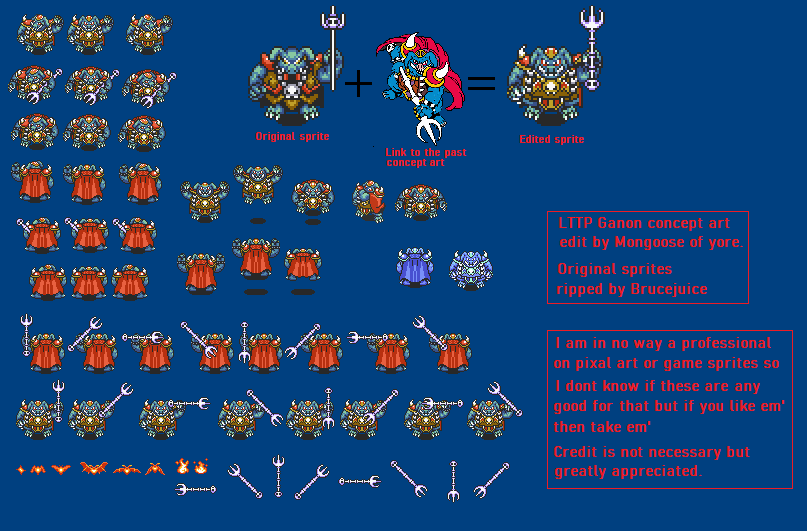 Original sprite
Link to the past
concept art
Edited sprite
LTTP Ganon concept art
edit by Mongoose of yore.
Original sprites
ripped by Brucejuice
I am in no way a professional
on pixal art or game sprites so
I dont know if these are any
good for that but if you like em'
then take em'
Credit is not necessary but
greatly appreciated.